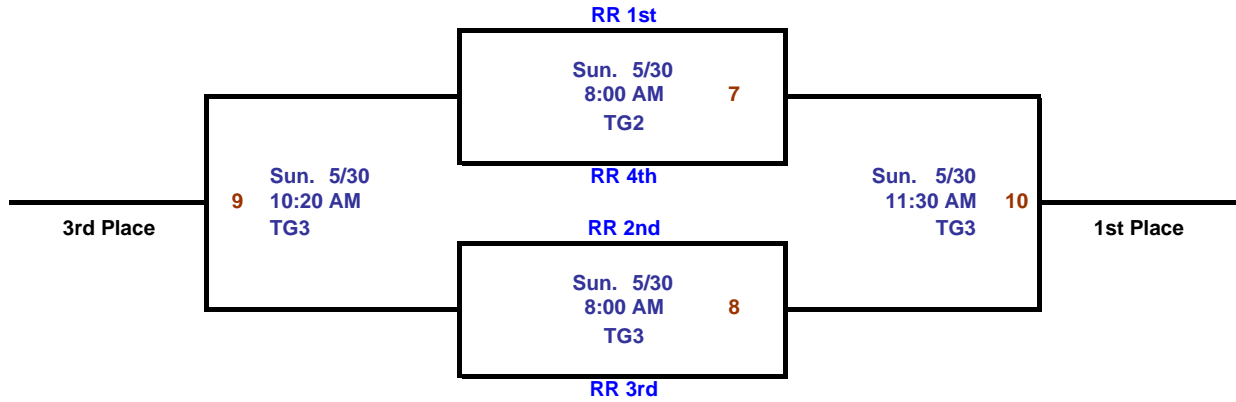 RR 1st
Sun. 5/30
8:00 AM 7
TG2
RR 4th
Sun. 5/30
9 10:20 AM
TG3
3rd Place
Sun. 5/30
11:30 AM 10
TG3
1st Place
RR 2nd
Sun. 5/30
8:00 AM 8
TG3
RR 3rd